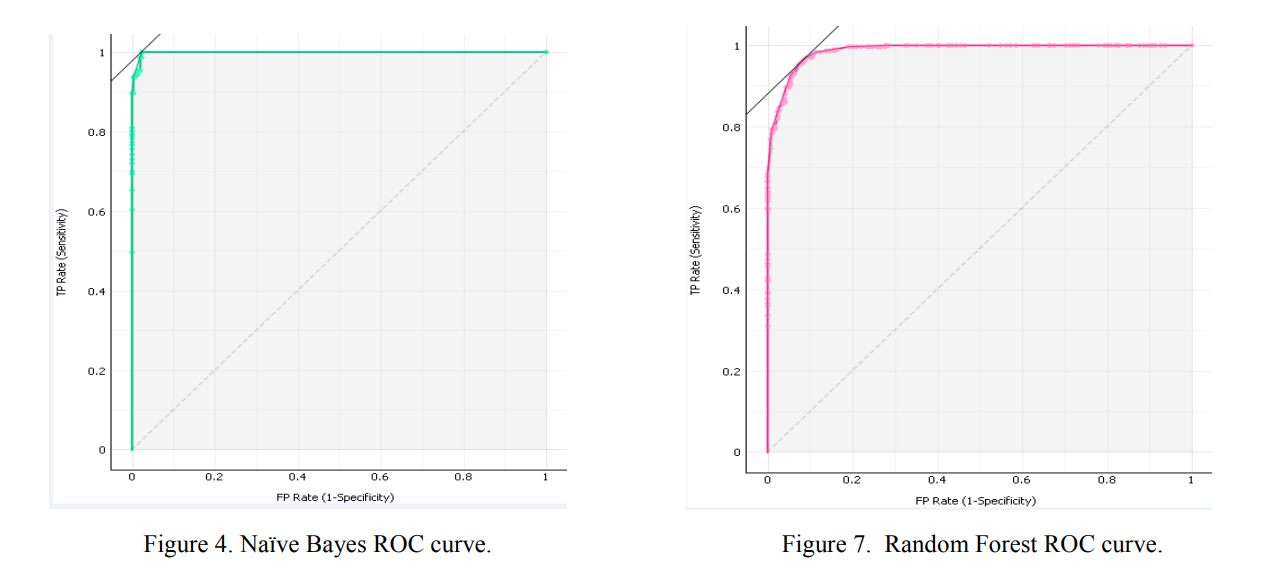 1
0.8
0.6
0.4
0.2
0
TP Rate (Sensitivity)
0 0.2 0.4 0.6 0.8 1
FP Rate (1-Specificity)
Figure 4. Naïve Bayes ROC curve.
1
0.8
0.6
0.4
0.2
0
TP Rate (Sensitivity)
0 0.2 0.4 0.6 0.8 1
FP Rate (1-Specificity)
Figure 7.  Random Forest ROC curve.